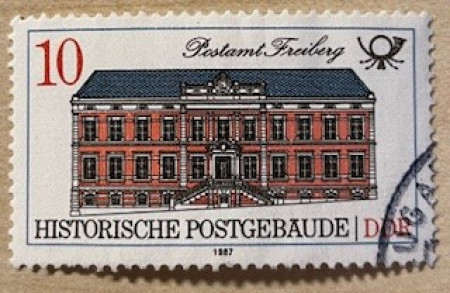 10 Postamt Freiberg
HISTORISCHE POSTGEBÄUDE | DDR
1987